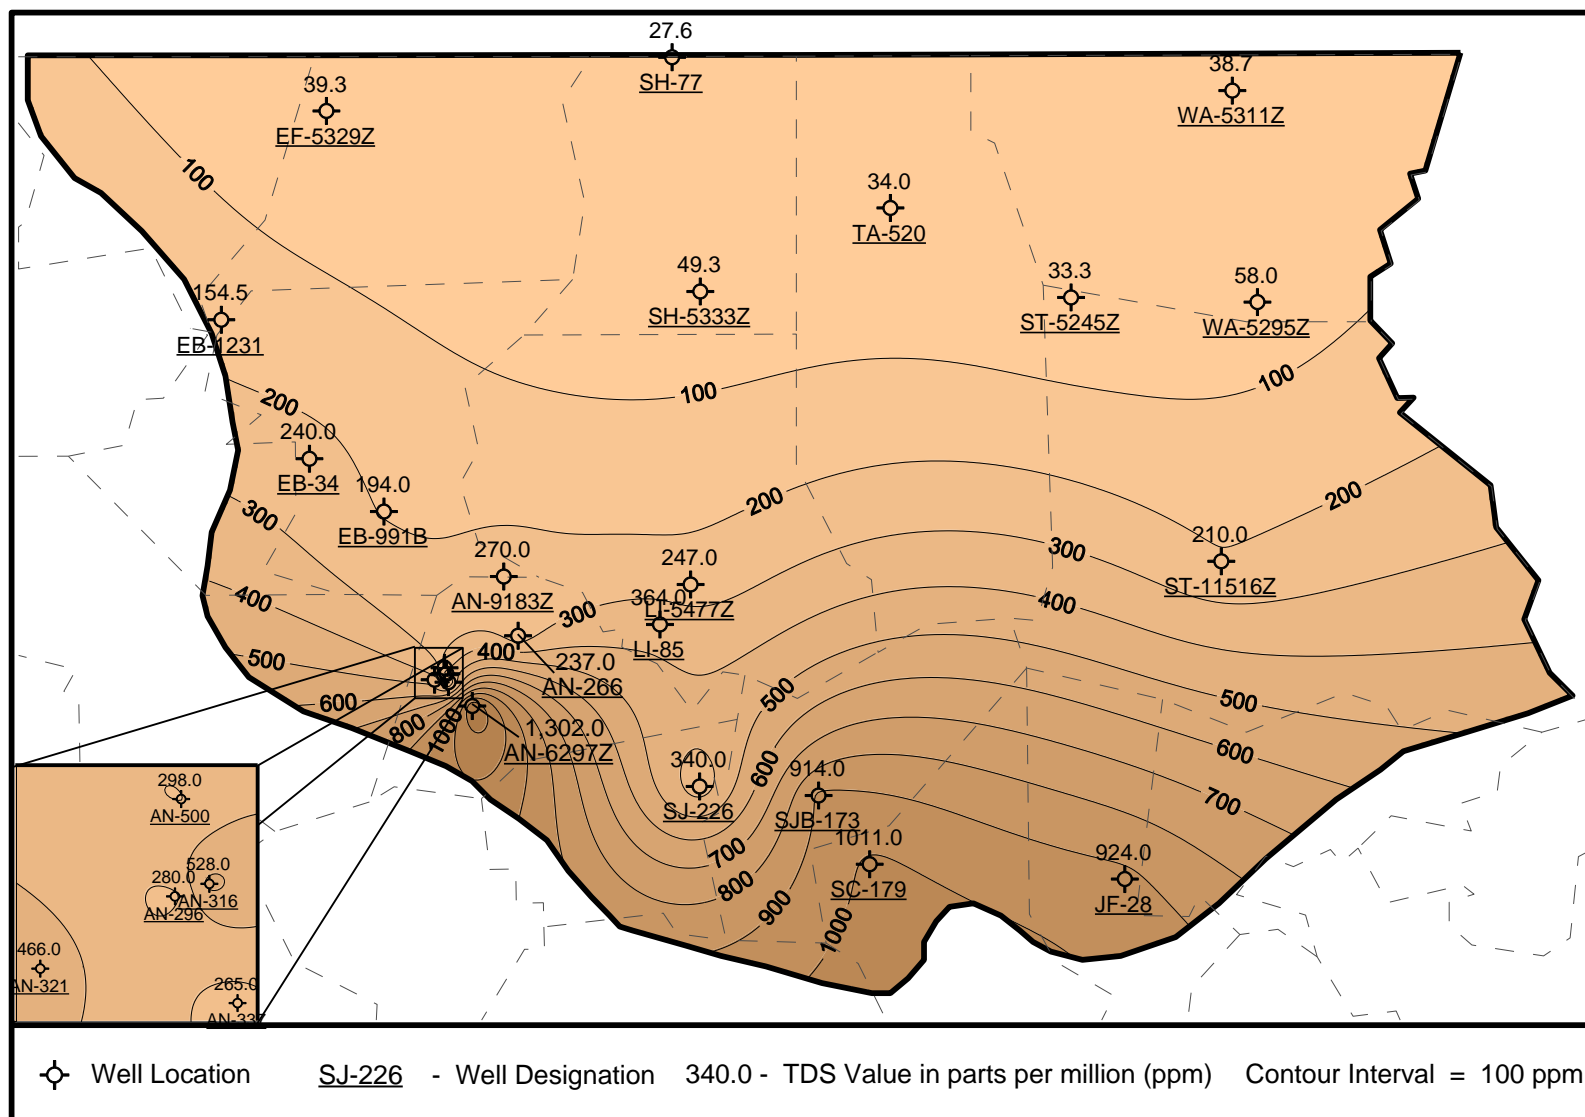 27.6
SH-77
39.3
EF-5329Z
38.7
WA-5311Z
100
34.0
TA-520
49.3
SH-5333Z
33.3
ST-5245Z
58.0
WA-5295Z
154.5
EB-1231
100
100
200
240.0
EB-34
194.0
EB-991B
200
200
300
270.0
AN-9183Z
247.0
LI-5477Z
300
210.0
ST-11516Z
400
300
364.0
LI-85
400
500
400
237.0
AN-266
500
500
600
800
1000
1,302.0
AN-6297Z
600
600
340.0
SJ-226
914.0
SJB-173
700
298.0
AN-500
700
1011.0
SC-179
924.0
JF-28
800
900
1000
528.0
AN-316
280.0
AN-296
466.0
AN-321
265.0
AN-337
Well Location SJ-226 - Well Designation 340.0 - TDS Value in parts per million (ppm) Contour Interval = 100 ppm